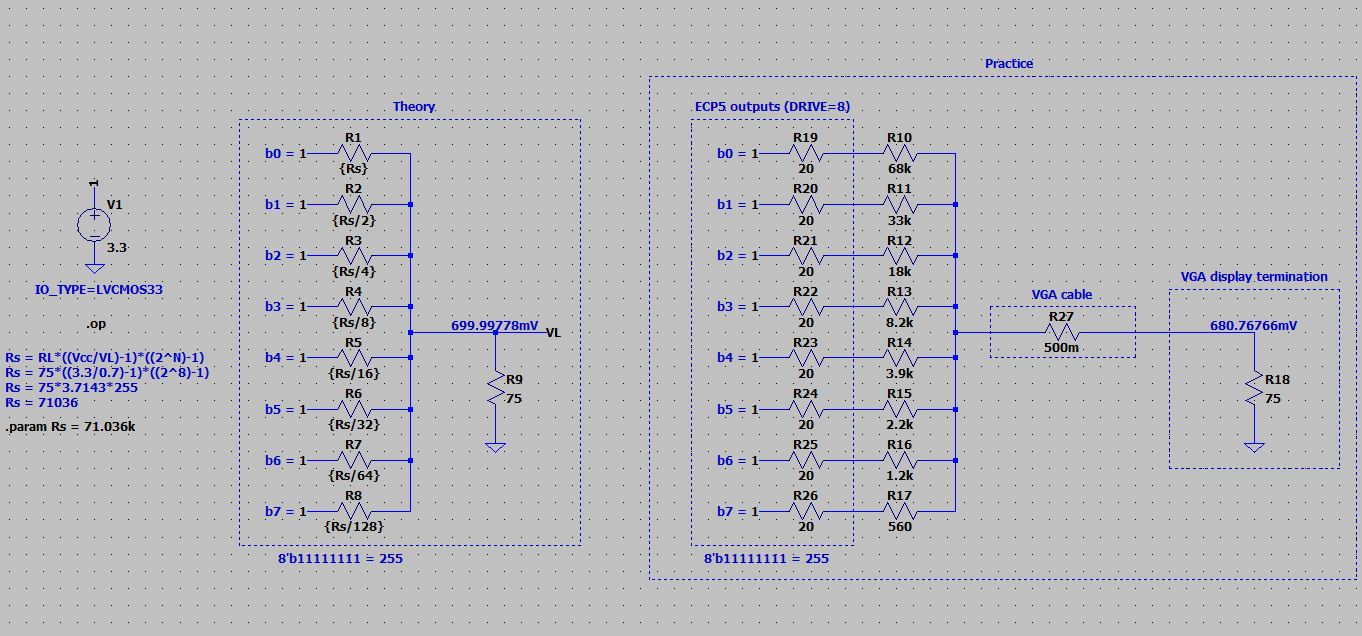 Practice
Theory
ECP5 outputs (DRIVE=8)
1
V1
3.3
IO_TYPE=LVCMOS33
.op
Rs = RL*((Vcc/VL)-1)*((2^N)-1)
Rs = 75*((3.3/0.7)-1)*((2^8)-1)
Rs = 75*3.7143*255
Rs = 71036
.param Rs = 71.036k
R1
b0 = 1
{Rs}
R2
b1 = 1
{Rs/2}
R3
b2 = 1
{Rs/4}
R4
b3 = 1
{Rs/8}
699.99778mV
VL
R5
b4 = 1
{Rs/16}
R9
75
R6
b5 = 1
{Rs/32}
R7
b6 = 1
{Rs/64}
R8
b7 = 1
{Rs/128}
8'b11111111 = 255
R19 R10
b0 = 1
20 68k
R20 R11
b1 = 1
20 33k
R21 R12
b2 = 1
20 18k
R22 R13
b3 = 1
20 8.2k
R23 R14
b4 = 1
20 3.9k
R24 R15
b5 = 1
20 2.2k
R25 R16
b6 = 1
20 1.2k
R26 R17
b7 = 1
20 560
8'b11111111 = 255
VGA cable
R27
500m
VGA display termination
680.76766mV
R18
75